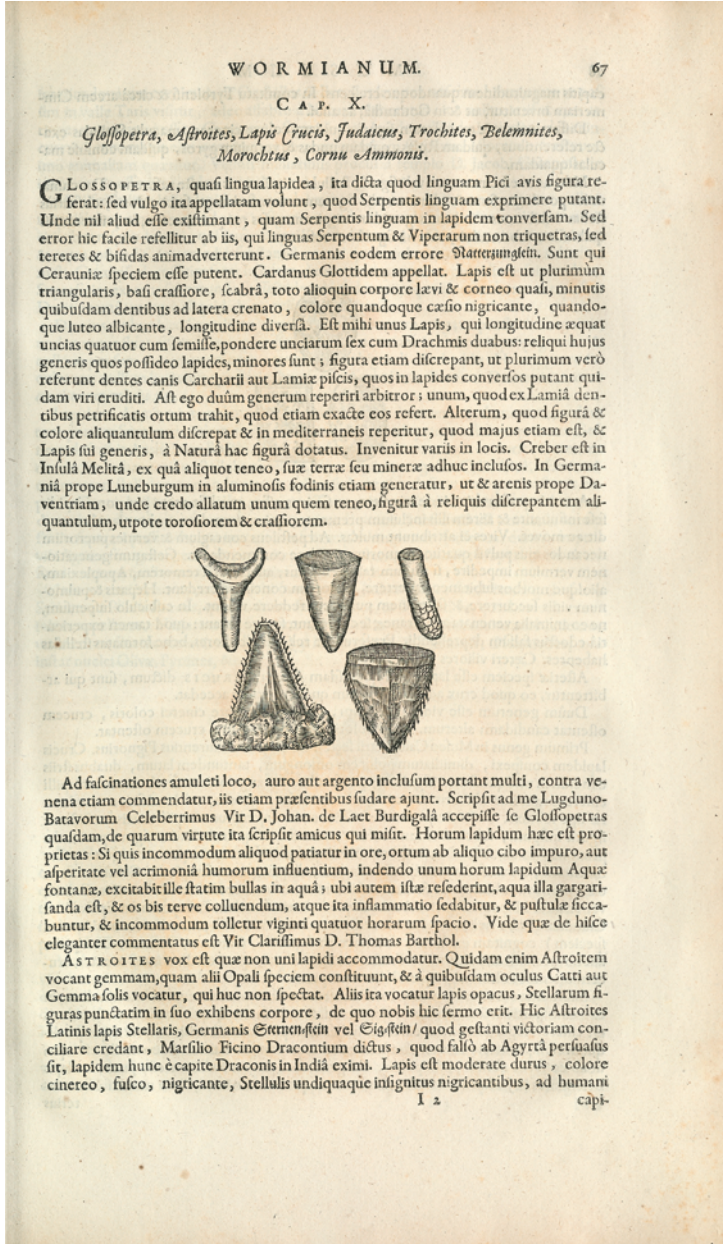 WORMIANUM. 67
CAP. X.
Gloſſopetra, Aſtroites, Lapis Crucis, Judaicus, Trochites, Belemnites,
Morochtus, Cornu Ammonis.
GLOSSOPETRA, quaſi lingua lapidea, ita dicta quod linguam Pici avis figura re-
ferat: ſed vulgo ita appellatam volunt, quod Serpentis linguam exprimere putant.
Unde nil aliud eſſe exiſtimant, quam Serpentis linguam in lapidem converſam. Sed
error hic facile refellitur ab iis, qui linguas Serpentum & Viperarum non triquetras, ſed
teretes & bifidas animadverterunt. Germanis eodem errore Naterzunglein. Sunt qui
Cerauniæ ſpeciem eſſe putent. Cardanus Glottidem appellat. Lapis eſt ut plurimùm
triangularis, baſi craſſiore, ſcabrâ, toto alioquin corpore lævi & corneo quaſi, minutis
quibuſdam dentibus ad latera crenato, colore quandoque cæſio nigricante, quando-
que luteo albicante, longitudine diverſâ. Eſt mihi unus Lapis, qui longitudine æquat
uncias quatuor cum ſemiſſe, pondere unciarum ſex cum Drachmis duabus: reliqui hujus
generis quos poſſideo lapides, minores ſunt; figura etiam diſcrepant, ut plurimum verò
referunt dentes canis Carcharii aut Lamiæ piſcis, quos in lapides converſos putant qui-
dam viri eruditi. Aſt ego duûm generum reperiri arbitror; unum, quod ex Lamiâ den-
tibus petrificatis ortum trahit, quod etiam exacte eos refert. Alterum, quod figurâ &
colore aliquantulum diſcrepat & in mediterraneis reperitur, quod majus etiam eſt, &
Lapis ſui generis, à Naturâ hac figurâ dotatus. Invenitur variis in locis. Creber eſt in
Inſulâ Melitâ, ex quâ aliquot teneo, ſuæ terræ ſeu mineræ adhuc incluſos. In Germa-
niâ prope Luneburgum in aluminoſis fodinis etiam generatur, ut & arenis prope Da-
ventriam, unde credo allatum unum quem teneo, figurâ à reliquis diſcrepantem ali-
quantulum, utpote toroſiorem & craſſiorem.
Ad faſcinationes amuleti loco, auro aut argento incluſum portant multi, contra ve-
nena etiam commendatur, iis etiam præſentibus ſudare ajunt. Scripſit ad me Lugduno-
Batavorum Celeberrimus Vir D. Johan. de Laet Burdigalâ accepiſſe ſe Gloſſopetras
quaſdam, de quarum virtute ita ſcripſit amicus qui miſit. Horum lapidum hæc eſt pro-
prietas: Si quis incommodum aliquod patiatur in ore, ortum ab aliquo cibo impuro, aut
aſperitate vel acrimoniâ humorum influentium, indendo unum horum lapidum Aquæ
fontanæ, excitabit ille ſtatim bullas in aquâ; ubi autem iſtæ reſederint, aqua illa gargari-
ſanda eſt, & os bis terve colluendum, atque ita inflammatio ſedabitur, & puſtulæ ſicca-
buntur, & incommodum tolletur viginti quatuor horarum ſpacio. Vide quæ de hiſce
eleganter commentatus eſt Vir Clariſſimus D. Thomas Barthol.
ASTROITES vox eſt quæ non uni lapidi accommodatur. Quidam enim Aſtroitem
vocant gemmam, quam alii Opali ſpeciem conſtituunt, & à quibuſdam oculus Catti aut
Gemma ſolis vocatur, qui huc non ſpectat. Aliis ita vocatur lapis opacus, Stellarum fi-
guras punctatim in ſuo exhibens corpore, de quo nobis hic ſermo erit. Hic Aſtroites
Latinis lapis Stellaris, Germanis Sternenſtein vel Sigſtein/ quod geſtanti victoriam con-
ciliare credant, Marſilio Ficino Dracontium dictus, quod falſò ab Agyrtâ perſuaſus
ſit, lapidem hunc è capite Draconis in Indiâ eximi. Lapis eſt moderate durus, colore
cinereo, fuſco, nigricante, Stellulis undiquaque inſignitus nigricantibus, ad humani
I 2 capi-